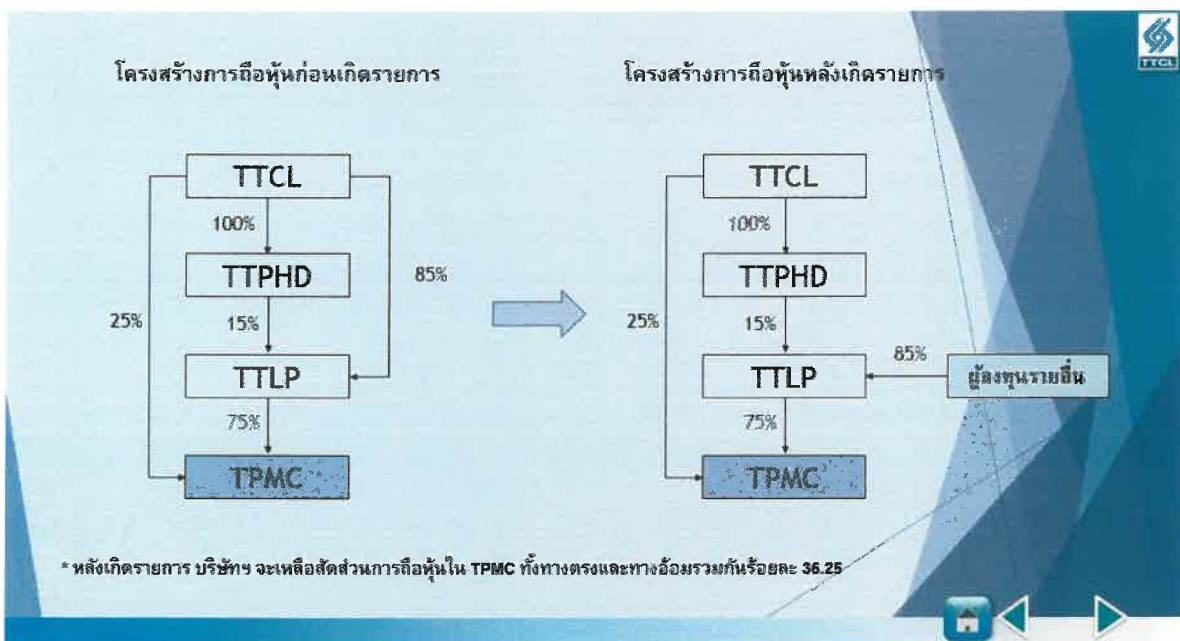 TTCL
โครงสร้างการถือหุ้นก่อนเกิดรายการ
TTCL
100%
TTPHD
85%
25%
15%
TTLP
75%
TPMC
โครงสร้างการถือหุ้นหลังเกิดรายการ
TTCL
100%
TTPHD
25%
15%
85%
TTLP
ผู้ลงทุนรายอื่น
75%
TPMC
* หลังเกิดรายการ บริษัทฯ จะเหลือสัดส่วนการถือหุ้นใน TPMC ทั้งทางตรงและทางอ้อมรวมกันร้อยละ 36.25